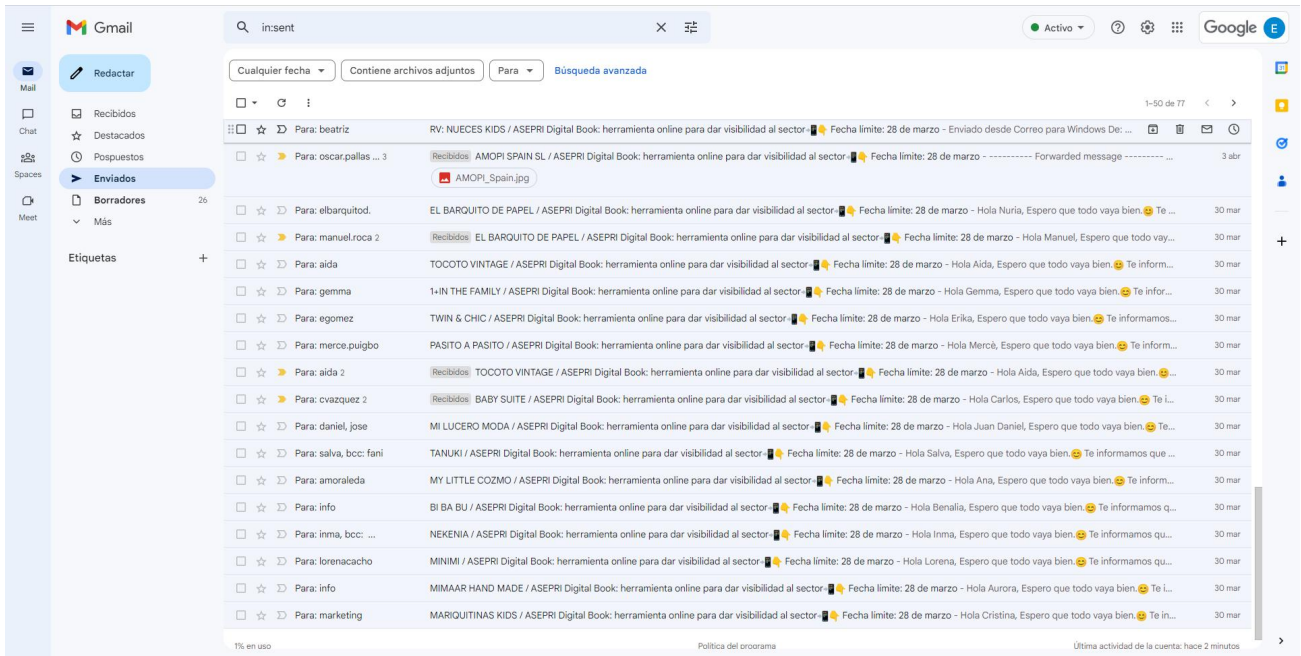 Gmail
in:sent
Activo
Google
E
Mail
Chat
Spaces
Meet
Redactar
Recibidos
Destacados
Pospuestos
Enviados
Borradores 26
Más
Etiquetas
Cualquier fecha Contiene archivos adjuntos Para Búsqueda avanzada
1–50 de 77
Para: beatriz RV: NUECES KIDS / ASEPRI Digital Book: herramienta online para dar visibilidad al sector-📱👇 Fecha límite: 28 de marzo - Enviado desde Correo para Windows De: ...
Para: oscar.pallas ... 3 Recibidos AMOPI SPAIN SL / ASEPRI Digital Book: herramienta online para dar visibilidad al sector-📱👇 Fecha límite: 28 de marzo - ---------- Forwarded message --------- ... 3 abr
AMOPI_Spain.jpg
Para: elbarquitod. EL BARQUITO DE PAPEL / ASEPRI Digital Book: herramienta online para dar visibilidad al sector-📱👇 Fecha límite: 28 de marzo - Hola Nuria, Espero que todo vaya bien.😊 Te ... 30 mar
Para: manuel.roca 2 Recibidos EL BARQUITO DE PAPEL / ASEPRI Digital Book: herramienta online para dar visibilidad al sector-📱👇 Fecha límite: 28 de marzo - Hola Manuel, Espero que todo vay... 30 mar
Para: aida TOCOTO VINTAGE / ASEPRI Digital Book: herramienta online para dar visibilidad al sector-📱👇 Fecha límite: 28 de marzo - Hola Aida, Espero que todo vaya bien.😊 Te inform... 30 mar
Para: gemma 1+IN THE FAMILY / ASEPRI Digital Book: herramienta online para dar visibilidad al sector-📱👇 Fecha límite: 28 de marzo - Hola Gemma, Espero que todo vaya bien.😊 Te infor... 30 mar
Para: egomez TWIN & CHIC / ASEPRI Digital Book: herramienta online para dar visibilidad al sector-📱👇 Fecha límite: 28 de marzo - Hola Erika, Espero que todo vaya bien.😊 Te informamos... 30 mar
Para: merce.puigbo PASITO A PASITO / ASEPRI Digital Book: herramienta online para dar visibilidad al sector-📱👇 Fecha límite: 28 de marzo - Hola Mercè, Espero que todo vaya bien.😊 Te inform... 30 mar
Para: aida 2 Recibidos TOCOTO VINTAGE / ASEPRI Digital Book: herramienta online para dar visibilidad al sector-📱👇 Fecha límite: 28 de marzo - Hola Aida, Espero que todo vaya bien.😊... 30 mar
Para: cvazquez 2 Recibidos BABY SUITE / ASEPRI Digital Book: herramienta online para dar visibilidad al sector-📱👇 Fecha límite: 28 de marzo - Hola Carlos, Espero que todo vaya bien.😊 Te i... 30 mar
Para: daniel, jose MI LUCERO MODA / ASEPRI Digital Book: herramienta online para dar visibilidad al sector-📱👇 Fecha límite: 28 de marzo - Hola Juan Daniel, Espero que todo vaya bien.😊 Te... 30 mar
Para: salva, bcc: fani TANUKI / ASEPRI Digital Book: herramienta online para dar visibilidad al sector-📱👇 Fecha límite: 28 de marzo - Hola Salva, Espero que todo vaya bien.😊 Te informamos que ... 30 mar
Para: amoraleda MY LITTLE COZMO / ASEPRI Digital Book: herramienta online para dar visibilidad al sector-📱👇 Fecha límite: 28 de marzo - Hola Ana, Espero que todo vaya bien.😊 Te inform... 30 mar
Para: info BI BA BU / ASEPRI Digital Book: herramienta online para dar visibilidad al sector-📱👇 Fecha límite: 28 de marzo - Hola Benalia, Espero que todo vaya bien.😊 Te informamos q... 30 mar
Para: inma, bcc: ... NEKENIA / ASEPRI Digital Book: herramienta online para dar visibilidad al sector-📱👇 Fecha límite: 28 de marzo - Hola Inma, Espero que todo vaya bien.😊 Te informamos qu... 30 mar
Para: lorenacacho MINIMI / ASEPRI Digital Book: herramienta online para dar visibilidad al sector-📱👇 Fecha límite: 28 de marzo - Hola Lorena, Espero que todo vaya bien.😊 Te informamos qu... 30 mar
Para: info MIMAAR HAND MADE / ASEPRI Digital Book: herramienta online para dar visibilidad al sector-📱👇 Fecha límite: 28 de marzo - Hola Aurora, Espero que todo vaya bien.😊 Te i... 30 mar
Para: marketing MARIQUITINAS KIDS / ASEPRI Digital Book: herramienta online para dar visibilidad al sector-📱👇 Fecha límite: 28 de marzo - Hola Cristina, Espero que todo vaya bien.😊 Te in... 30 mar
1% en uso Política del programa Última actividad de la cuenta: hace 2 minutos